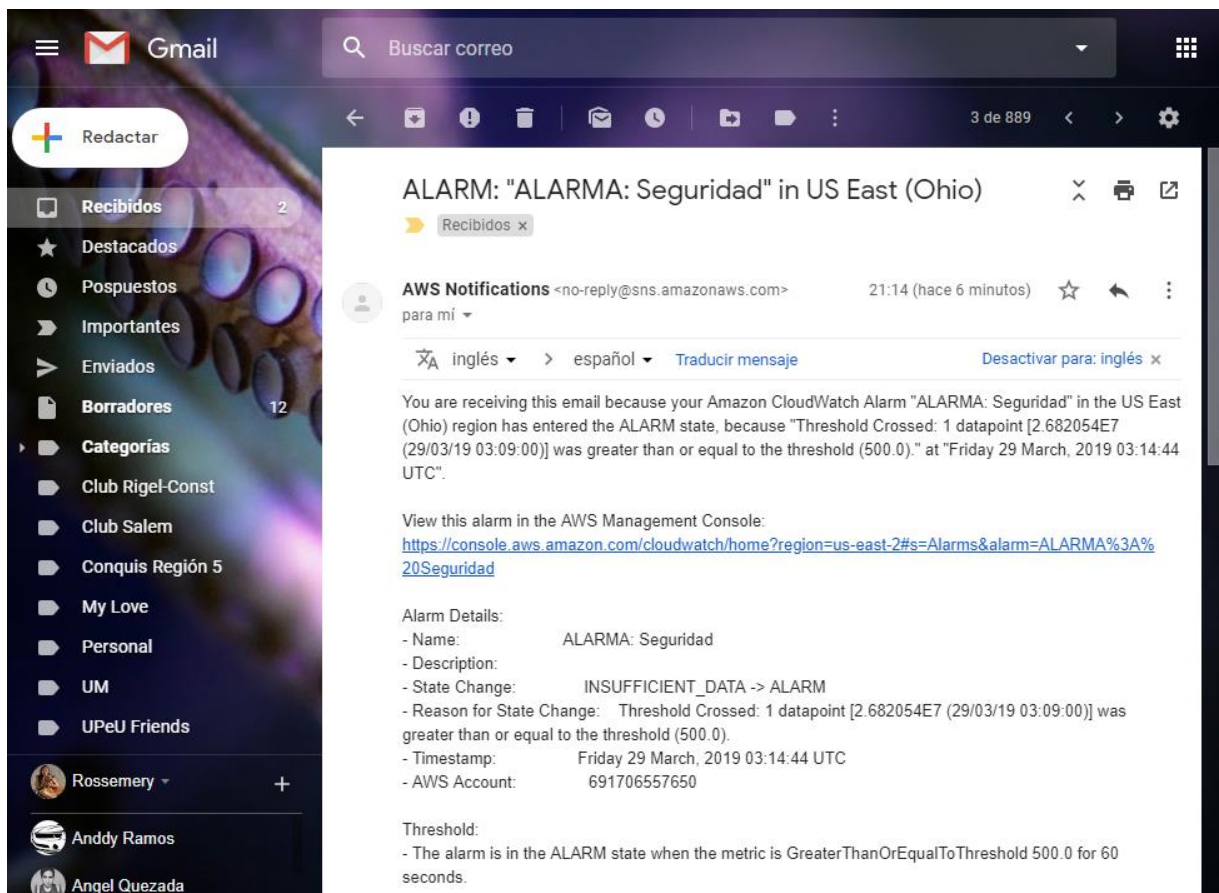 Gmail
Buscar correo
Redactar
3 de 889
Recibidos 2
Destacados
Pospuestos
Importantes
Enviados
Borradores 12
Categorías
Club Rigel-Const
Club Salem
Conquis Región 5
My Love
Personal
UM
UPeU Friends
Rossemery
Anddy Ramos
Angel Quezada
ALARM: "ALARMA: Seguridad" in US East (Ohio)
Recibidos x
AWS Notifications <no-reply@sns.amazonaws.com> 21:14 (hace 6 minutos)
para mí
inglés > español Traducir mensaje Desactivar para: inglés x
You are receiving this email because your Amazon CloudWatch Alarm "ALARMA: Seguridad" in the US East
(Ohio) region has entered the ALARM state, because "Threshold Crossed: 1 datapoint [2.682054E7
(29/03/19 03:09:00)] was greater than or equal to the threshold (500.0)." at "Friday 29 March, 2019 03:14:44
UTC".
View this alarm in the AWS Management Console:
https://console.aws.amazon.com/cloudwatch/home?region=us-east-2#s=Alarms&alarm=ALARMA%3A%
20Seguridad
Alarm Details:
- Name: ALARMA: Seguridad
- Description:
- State Change: INSUFFICIENT_DATA -> ALARM
- Reason for State Change: Threshold Crossed: 1 datapoint [2.682054E7 (29/03/19 03:09:00)] was
greater than or equal to the threshold (500.0).
- Timestamp: Friday 29 March, 2019 03:14:44 UTC
- AWS Account: 691706557650
Threshold:
- The alarm is in the ALARM state when the metric is GreaterThanOrEqualToThreshold 500.0 for 60
seconds.